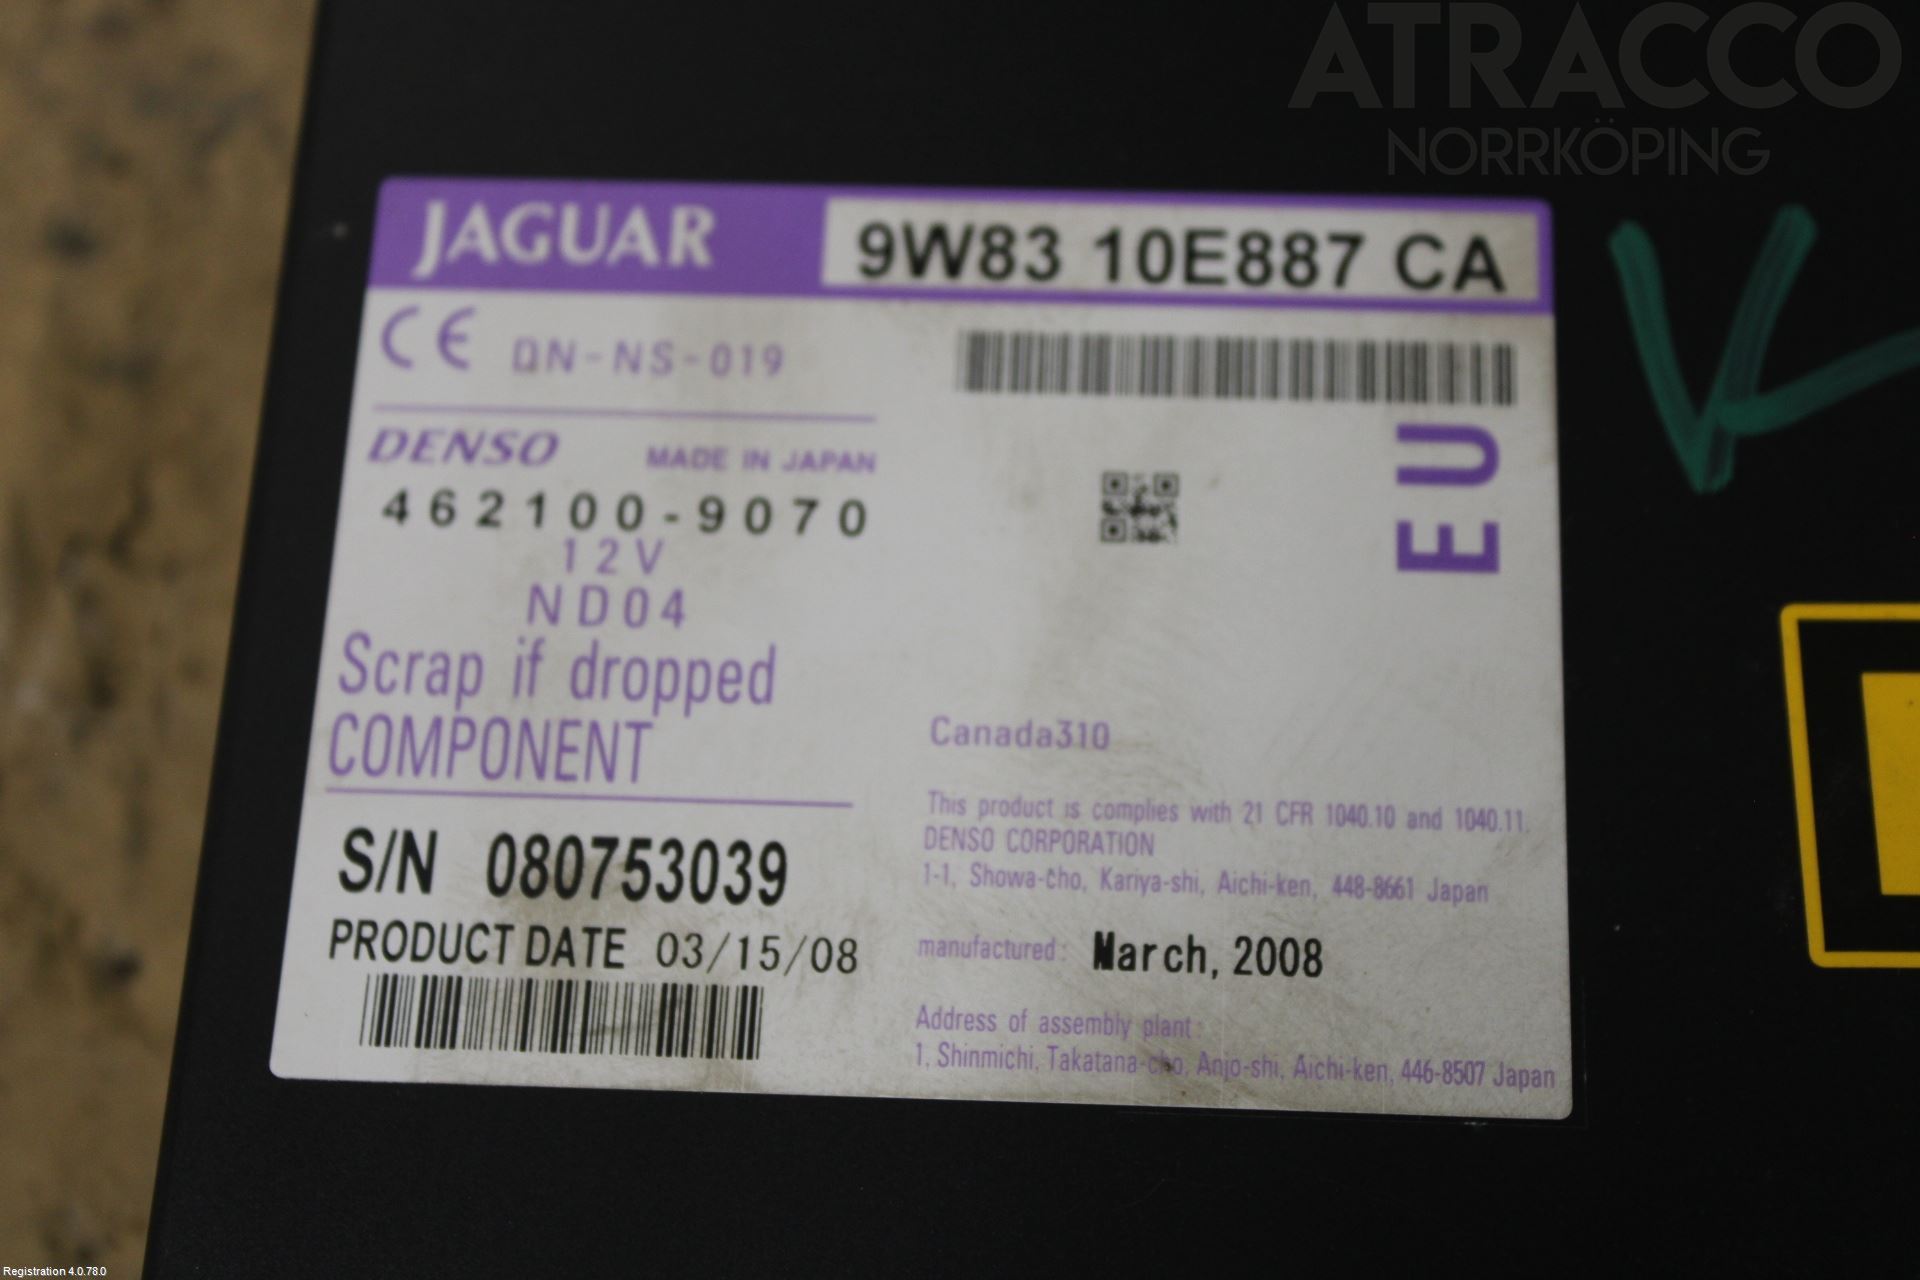 ATRACCO
NORRKÖPING
JAGUAR 9W83 10E887 CA
CE DN-NS-019
DENSO MADE IN JAPAN
462100-9070
12V
ND04
Scrap if dropped
COMPONENT
S/N 080753039
PRODUCT DATE 03/15/08
EU
Canada310
This product is complies with 21 CFR 1040.10 and 1040.11.
DENSO CORPORATION
1-1, Showa-cho, Kariya-shi, Aichi-ken, 448-8661 Japan
manufactured: March, 2008
Address of assembly plant:
1, Shinmichi, Takatana-cho, Anjo-shi, Aichi-ken, 446-8507 Japan
Registration 4.0.78.0